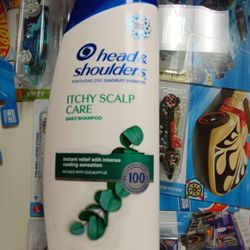 head&
shoulders
ITCHY SCALP
CARE
DAILY SHAMPOO
Instant relief with intense
cooling sensation
INFUSED WITH EUCALYPTUS
100